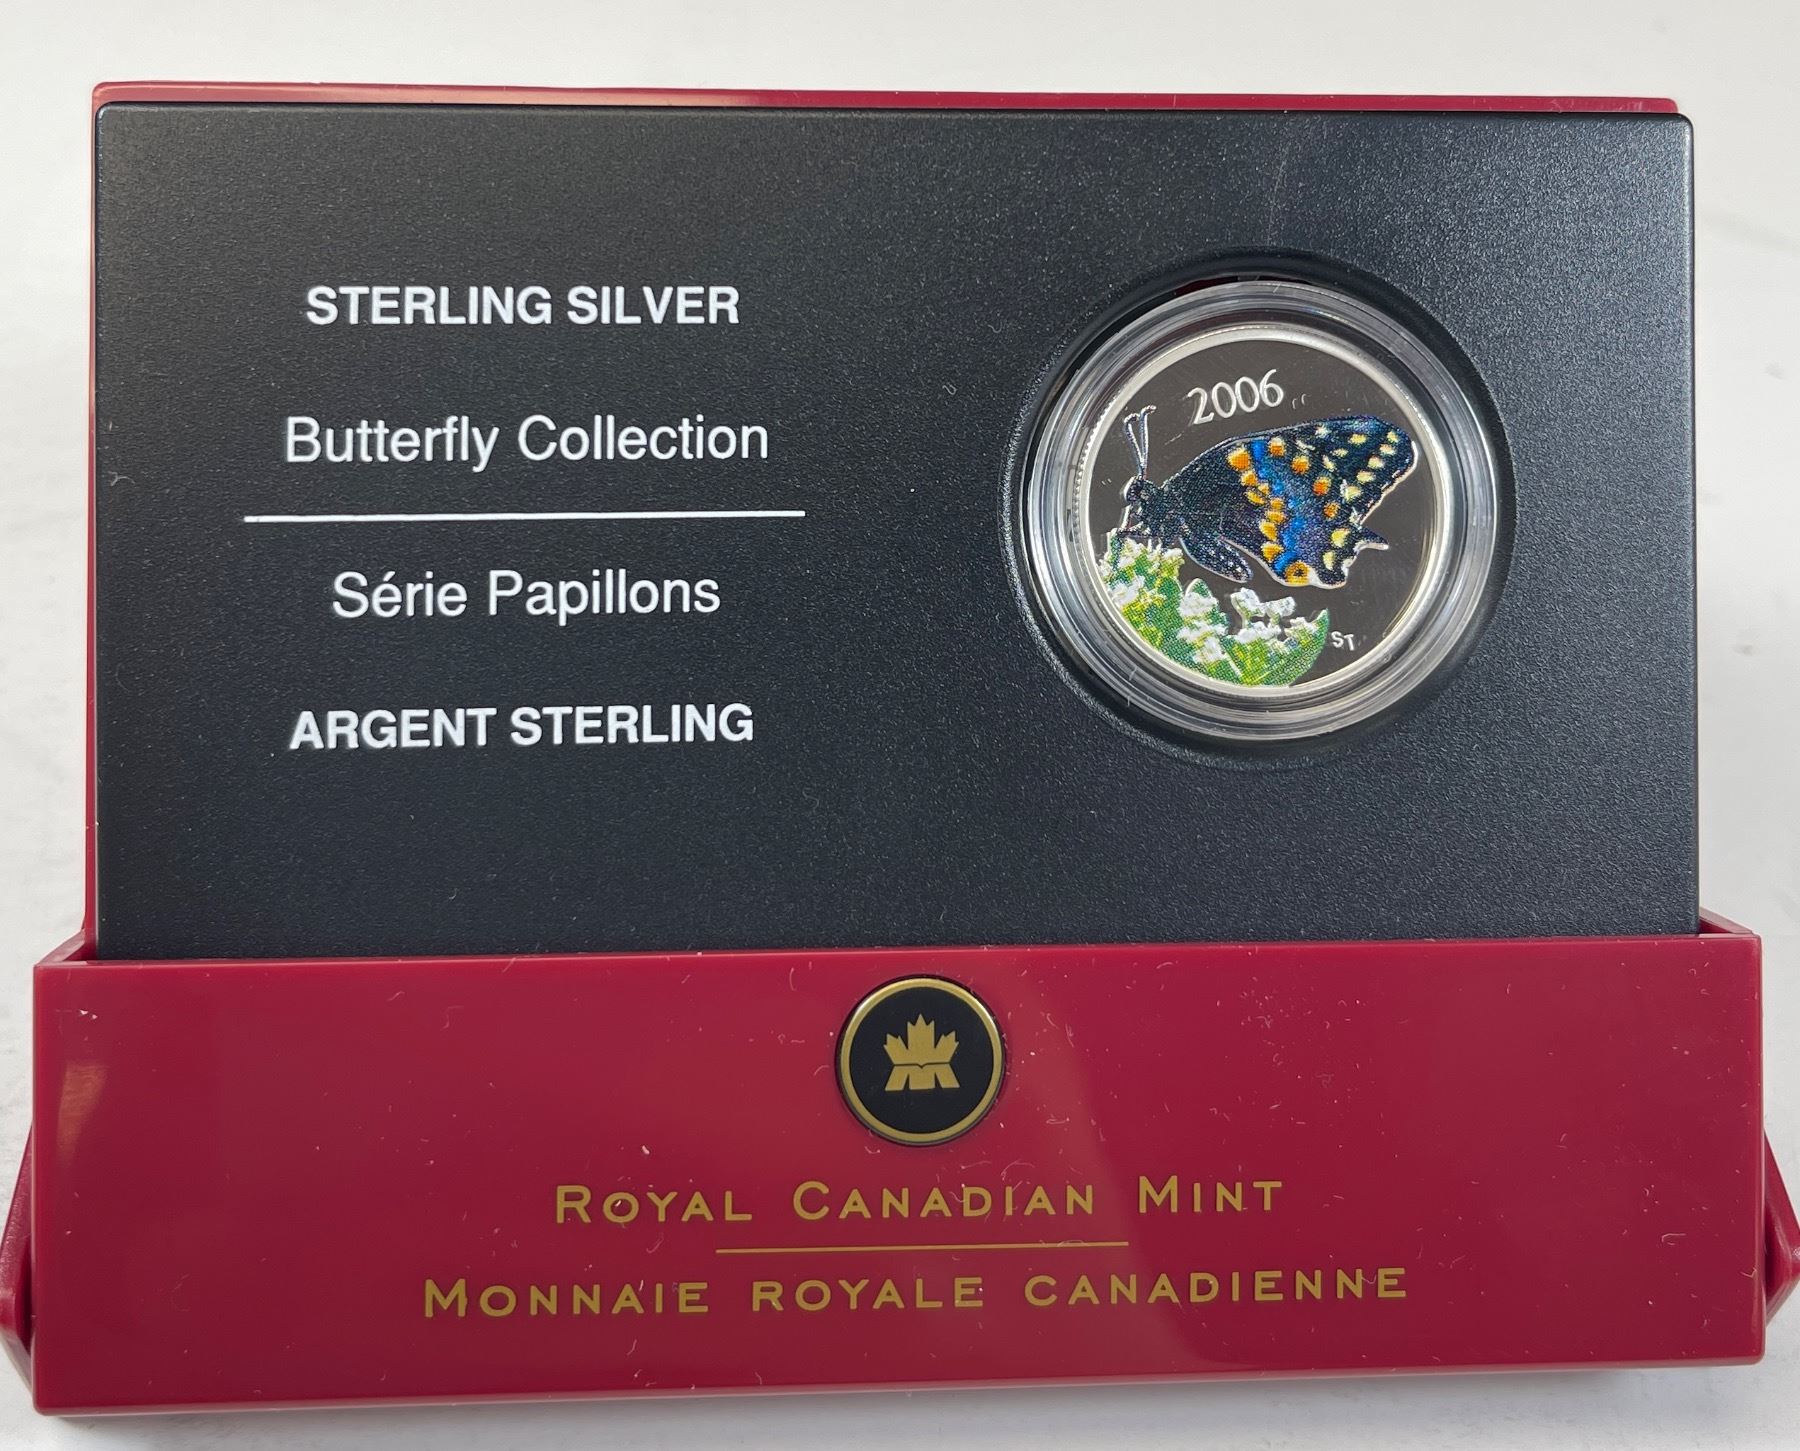 STERLING SILVER
Butterfly Collection
Série Papillons
ARGENT STERLING
2006
ST
ROYAL CANADIAN MINT
MONNAIE ROYALE CANADIENNE